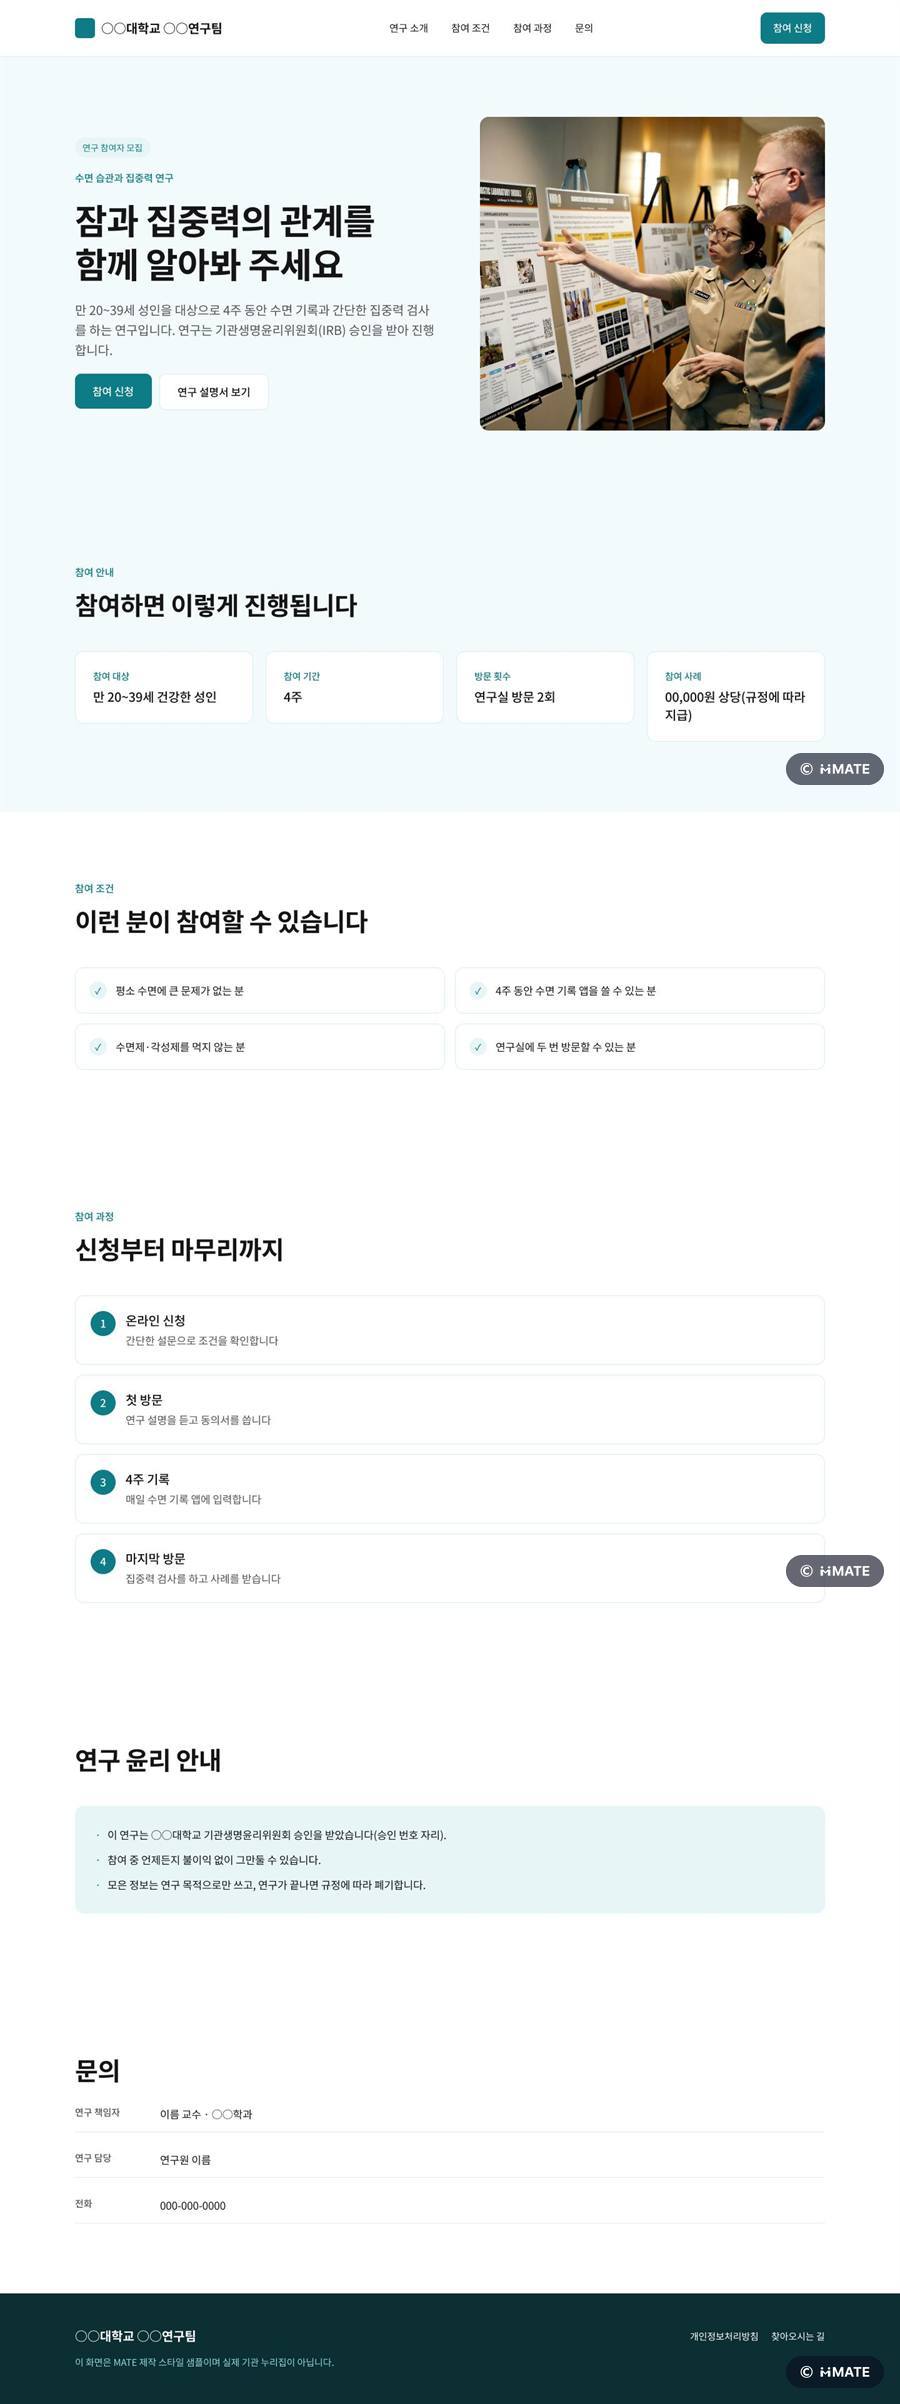 ○○대학교 ○○연구팀
연구 소개 참여 조건 참여 과정 문의
참여 신청
연구 참여자 모집
수면 습관과 집중력 연구
잠과 집중력의 관계를
함께 알아봐 주세요
만 20~39세 성인을 대상으로 4주 동안 수면 기록과 간단한 집중력 검사
를 하는 연구입니다. 연구는 기관생명윤리위원회(IRB) 승인을 받아 진행
합니다.
참여 신청 연구 설명서 보기
참여 안내
참여하면 이렇게 진행됩니다
참여 대상
만 20~39세 건강한 성인
참여 기간
4주
방문 횟수
연구실 방문 2회
참여 사례
00,000원 상당(규정에 따라
지급)
© MATE
참여 조건
이런 분이 참여할 수 있습니다
✓ 평소 수면에 큰 문제가 없는 분
✓ 4주 동안 수면 기록 앱을 쓸 수 있는 분
✓ 수면제·각성제를 먹지 않는 분
✓ 연구실에 두 번 방문할 수 있는 분
참여 과정
신청부터 마무리까지
1 온라인 신청
간단한 설문으로 조건을 확인합니다
2 첫 방문
연구 설명을 듣고 동의서를 씁니다
3 4주 기록
매일 수면 기록 앱에 입력합니다
4 마지막 방문
집중력 검사를 하고 사례를 받습니다
© MATE
연구 윤리 안내
· 이 연구는 ○○대학교 기관생명윤리위원회 승인을 받았습니다(승인 번호 자리).
· 참여 중 언제든지 불이익 없이 그만둘 수 있습니다.
· 모은 정보는 연구 목적으로만 쓰고, 연구가 끝나면 규정에 따라 폐기합니다.
문의
연구 책임자 이름 교수 · ○○학과
연구 담당 연구원 이름
전화 000-000-0000
○○대학교 ○○연구팀
개인정보처리방침 찾아오시는 길
이 화면은 MATE 제작 스타일 샘플이며 실제 기관 누리집이 아닙니다.
© MATE